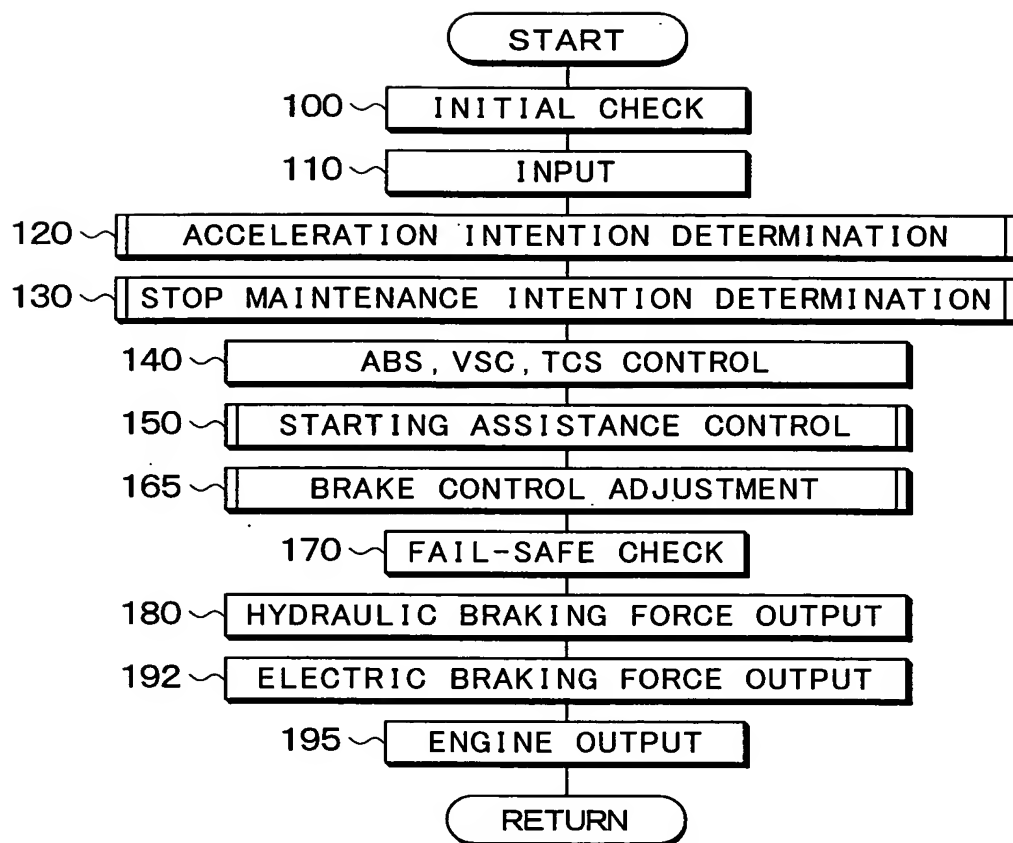 START
100 INITIAL CHECK
110 INPUT
120 ACCELERATION INTENTION DETERMINATION
130 STOP MAINTENANCE INTENTION DETERMINATION
140 ABS, VSC, TCS CONTROL
150 STARTING ASSISTANCE CONTROL
165 BRAKE CONTROL ADJUSTMENT
170 FAIL-SAFE CHECK
180 HYDRAULIC BRAKING FORCE OUTPUT
192 ELECTRIC BRAKING FORCE OUTPUT
195 ENGINE OUTPUT
RETURN